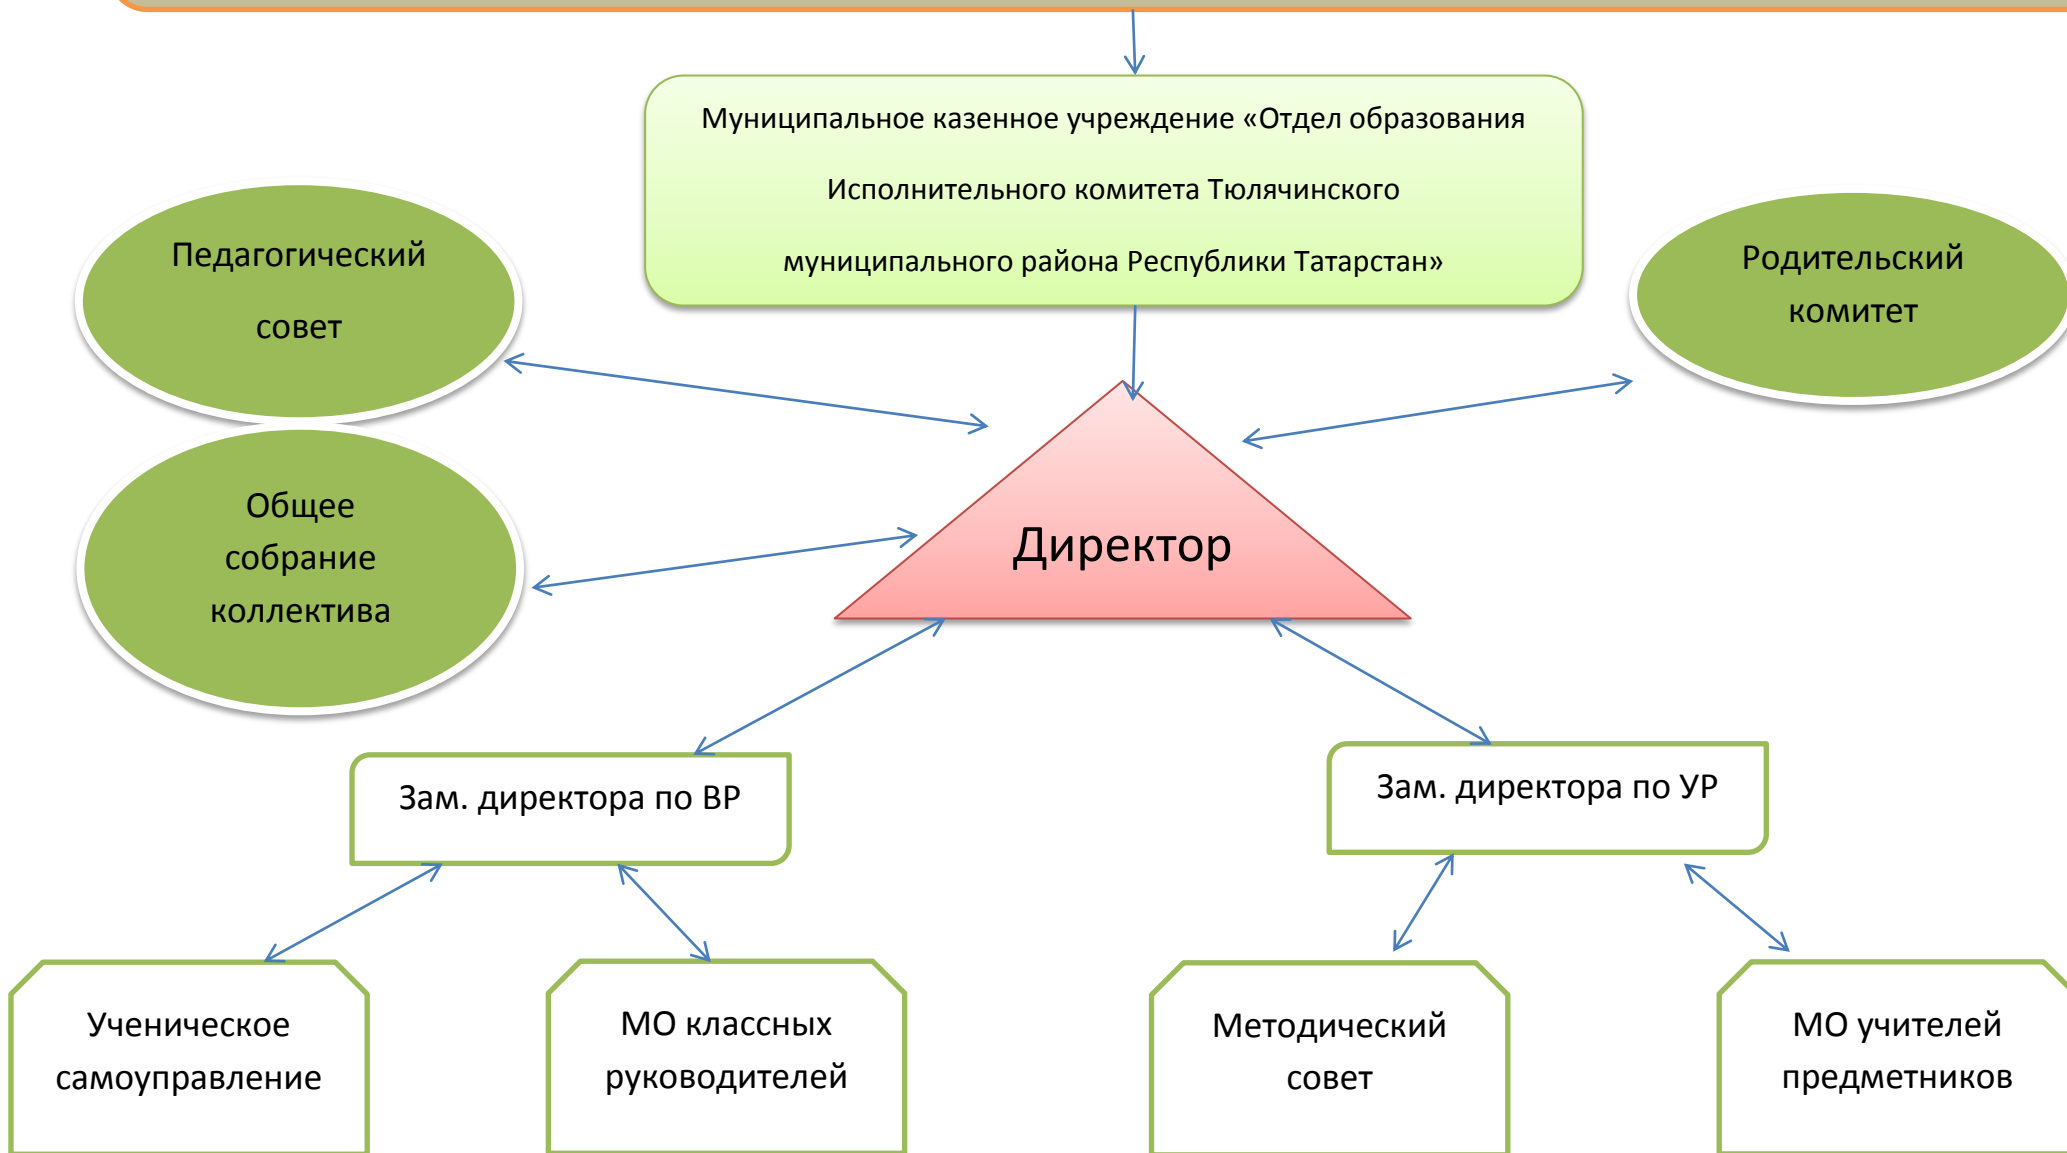 Муниципальное казенное учреждение «Отдел образования
Исполнительного комитета Тюлячинского
муниципального района Республики Татарстан»
Педагогический
совет
Родительский
комитет
Общее
собрание
коллектива
Директор
Зам. директора по ВР
Зам. директора по УР
Ученическое
самоуправление
МО классных
руководителей
Методический
совет
МО учителей
предметников